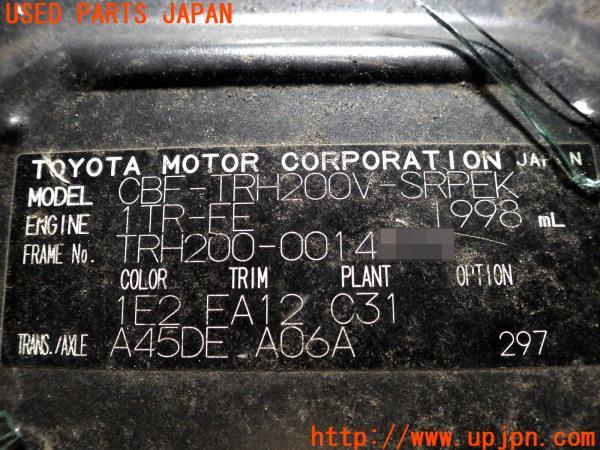 USED PARTS JAPAN
TOYOTA MOTOR CORPORATION JAPAN
MODEL CBF-TRH200V-SRPEK
ENGINE 1TR-FE 1998 mL
FRAME No. TRH200-0014
COLOR TRIM PLANT OPTION
1E2 FA12 C31
TRANS./AXLE A45DE A06A 297
http://www.upjpn.com/